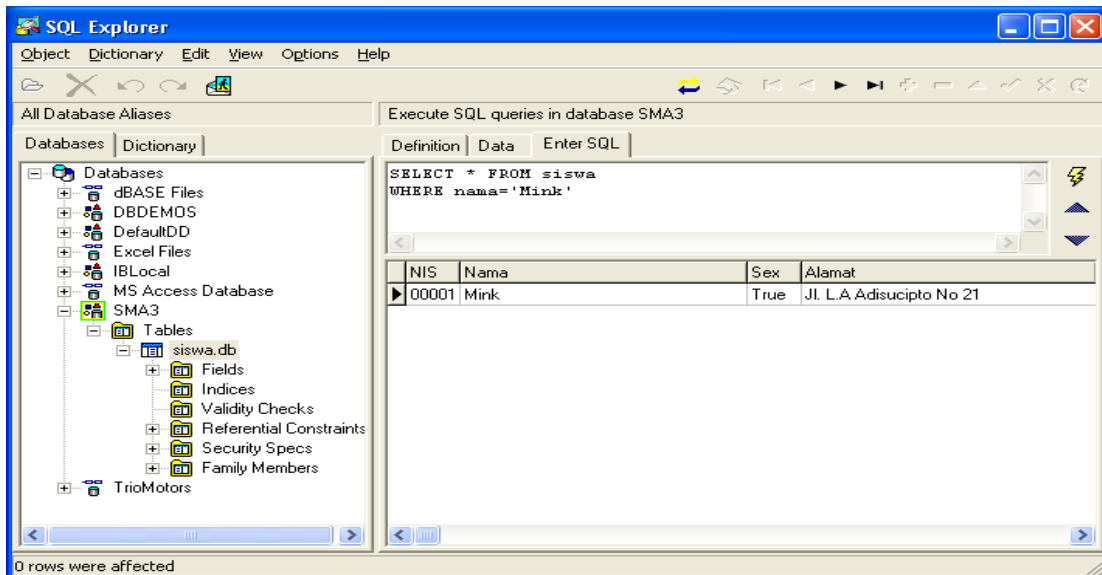 SQL Explorer
Object Dictionary Edit View Options Help
All Database Aliases
Execute SQL queries in database SMA3
Databases Dictionary
Definition Data Enter SQL
Databases
dBASE Files
DBDEMOS
DefaultDD
Excel Files
IBLocal
MS Access Database
SMA3
Tables
siswa.db
Fields
Indices
Validity Checks
Referential Constraints
Security Specs
Family Members
TrioMotors
SELECT * FROM siswa
WHERE nama='Mink'
NIS Nama Sex Alamat
00001 Mink True Jl. L.A Adisucipto No 21
0 rows were affected